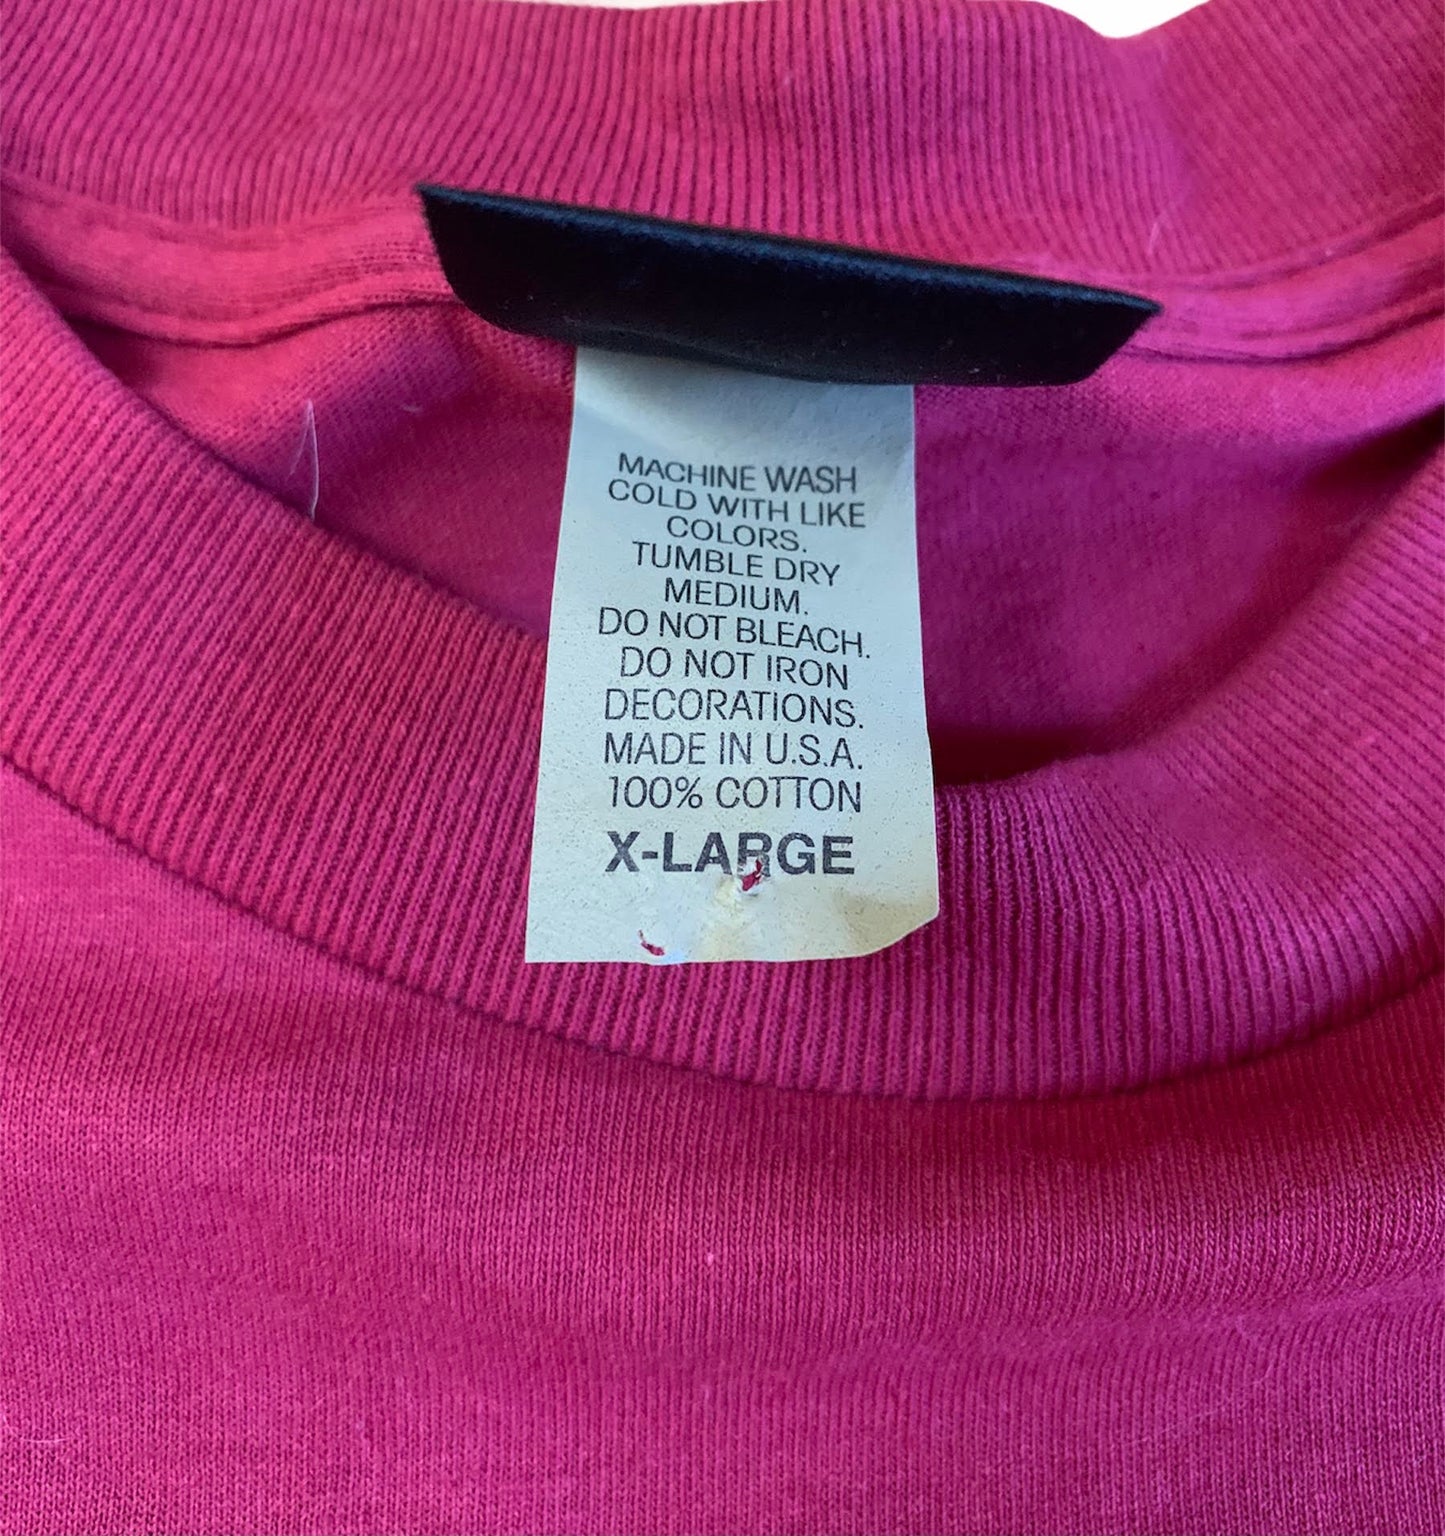 MACHINE WASH
COLD WITH LIKE
COLORS.
TUMBLE DRY
MEDIUM.
DO NOT BLEACH.
DO NOT IRON
DECORATIONS.
MADE IN U.S.A.
100% COTTON
X-LARGE